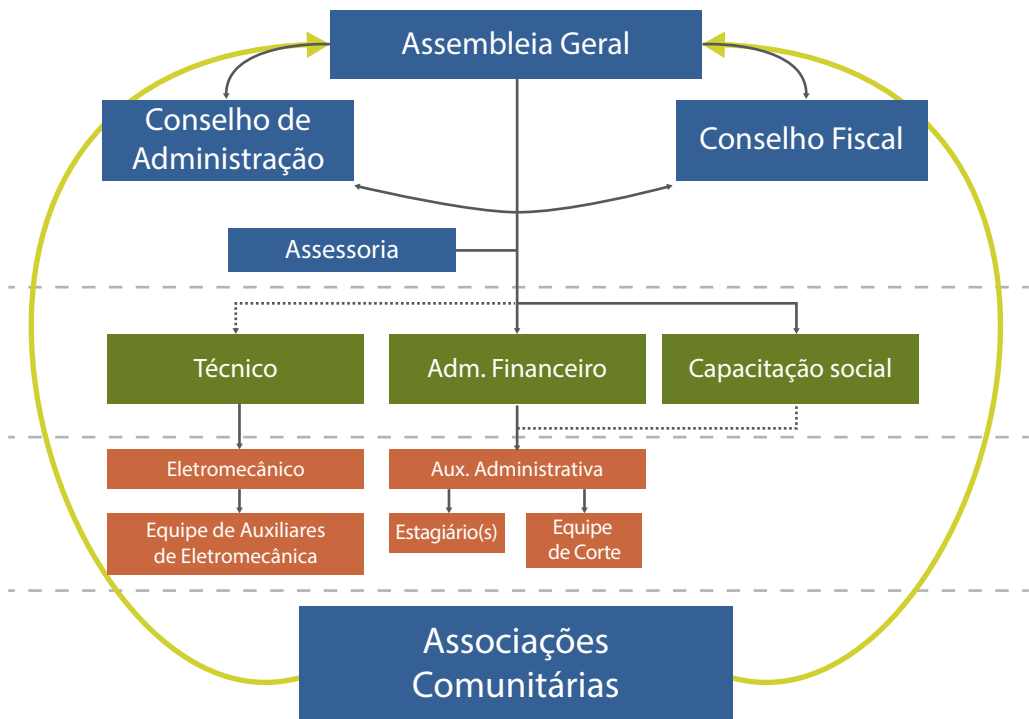 Assembleia Geral
Conselho de
Administração
Conselho Fiscal
Assessoria
Técnico
Adm. Financeiro
Capacitação social
Eletromecânico
Aux. Administrativa
Equipe de Auxiliares
de Eletromecânica
Estagiário(s)
Equipe
de Corte
Associações
Comunitárias